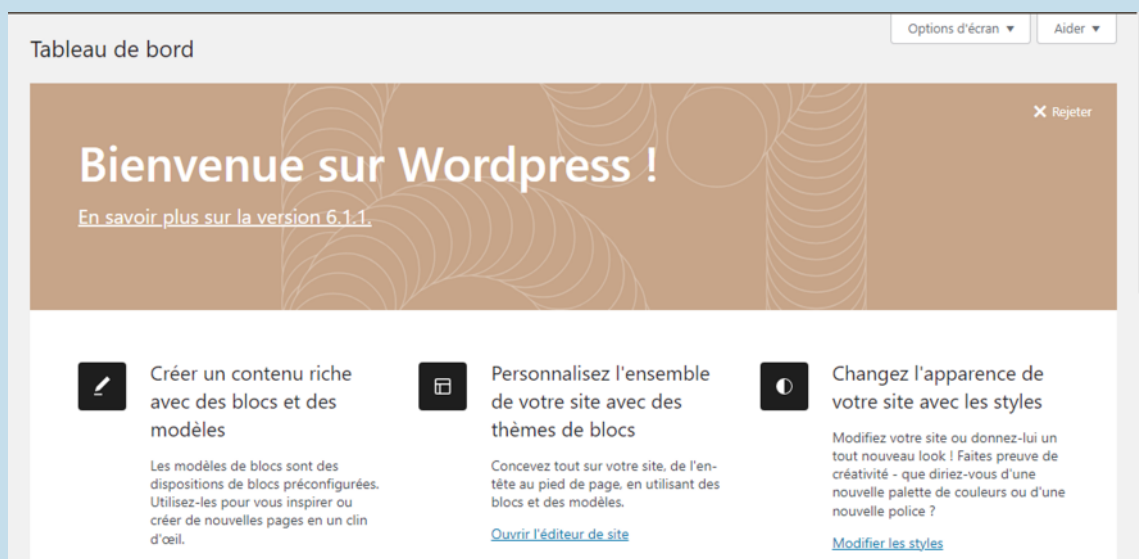 Options d'écran ▼
Aider ▼
Tableau de bord
✕ Rejeter
Bienvenue sur Wordpress !
En savoir plus sur la version 6.1.1.
Créer un contenu riche
avec des blocs et des
modèles
Les modèles de blocs sont des
dispositions de blocs préconfigurées.
Utilisez-les pour vous inspirer ou
créer de nouvelles pages en un clin
d'œil.
Personnalisez l'ensemble
de votre site avec des
thèmes de blocs
Concevez tout sur votre site, de l'en-
tête au pied de page, en utilisant des
blocs et des modèles.
Ouvrir l'éditeur de site
Changez l'apparence de
votre site avec les styles
Modifiez votre site ou donnez-lui un
tout nouveau look ! Faites preuve de
créativité - que diriez-vous d'une
nouvelle palette de couleurs ou d'une
nouvelle police ?
Modifier les styles